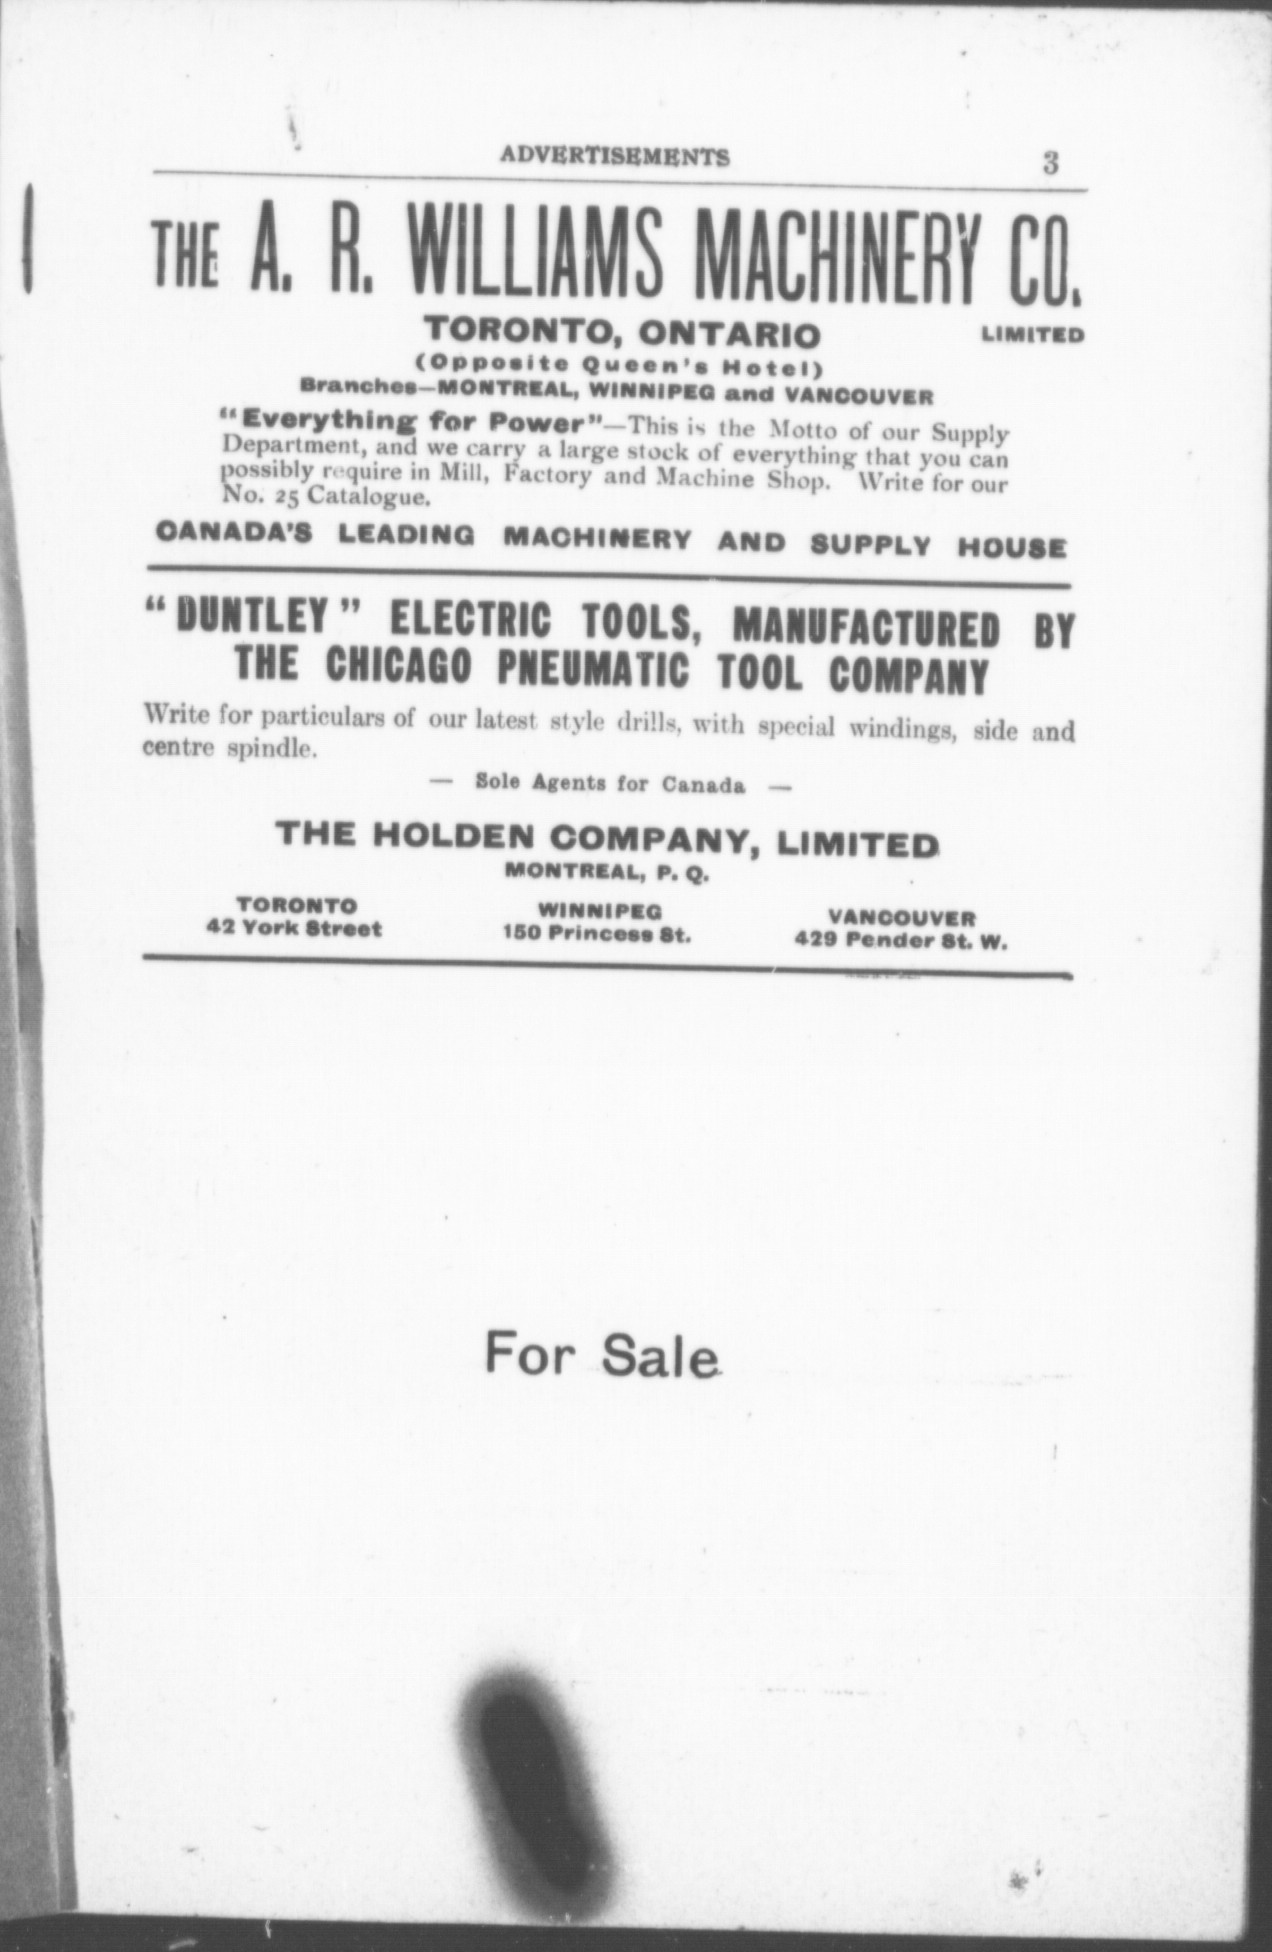 ADVERTISEMENTS 3
THE A. R. WILLIAMS MACHINERY CO.
TORONTO, ONTARIO LIMITED
(Opposite Queen's Hotel)
Branches—MONTREAL, WINNIPEG and VANCOUVER
"Everything for Power"—This is the Motto of our Supply
Department, and we carry a large stock of everything that you can
possibly require in Mill, Factory and Machine Shop. Write for our
No. 25 Catalogue.
CANADA'S LEADING MACHINERY AND SUPPLY HOUSE
"DUNTLEY" ELECTRIC TOOLS, MANUFACTURED BY
THE CHICAGO PNEUMATIC TOOL COMPANY
Write for particulars of our latest style drills, with special windings, side and
centre spindle.
— Sole Agents for Canada —
THE HOLDEN COMPANY, LIMITED
MONTREAL, P. Q.
TORONTO WINNIPEG VANCOUVER
42 York Street 150 Princess St. 429 Pender St. W.
For Sale